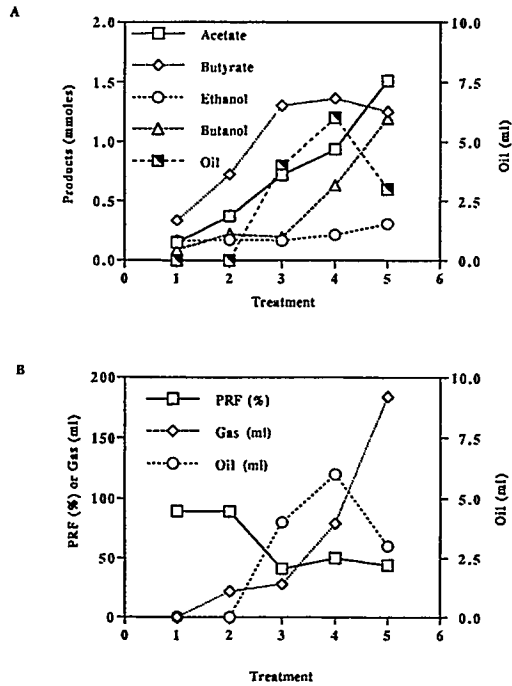 A
2.0
1.5
1.0
0.5
0.0
Products (mmoles)
Acetate
Butyrate
Ethanol
Butanol
Oil
10.0
7.5
5.0
2.5
0.0
Oil (ml)
0 1 2 3 4 5 6
Treatment
B
200
150
100
50
0
PRF (%) or Gas (ml)
PRF (%)
Gas (ml)
Oil (ml)
10.0
7.5
5.0
2.5
0.0
Oil (ml)
0 1 2 3 4 5 6
Treatment